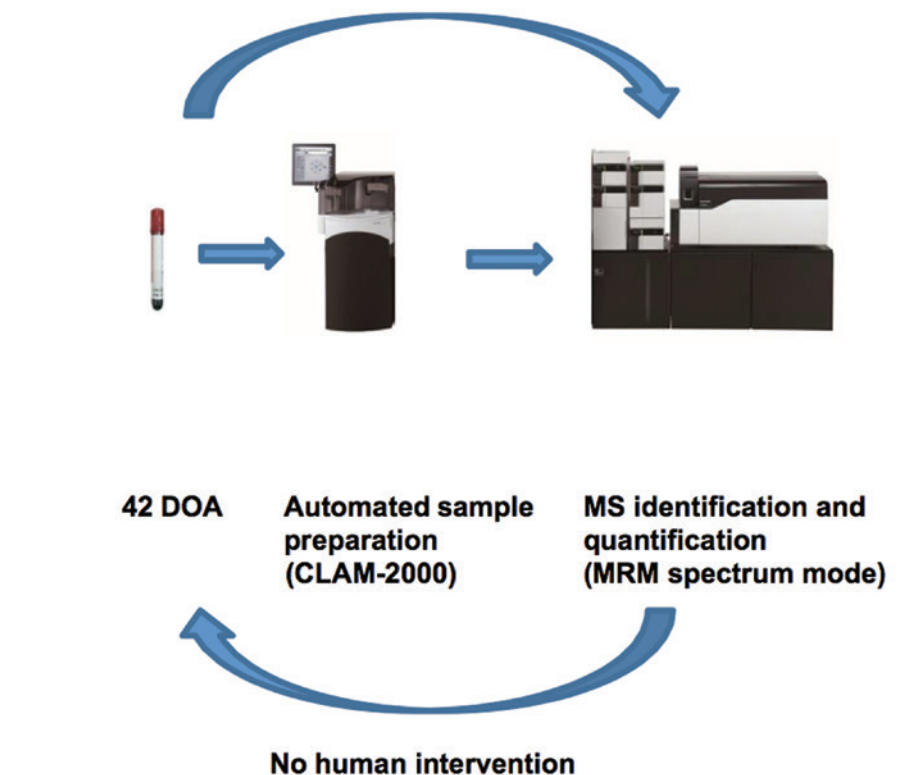 42 DOA
Automated sample
preparation
(CLAM-2000)
MS identification and
quantification
(MRM spectrum mode)
No human intervention